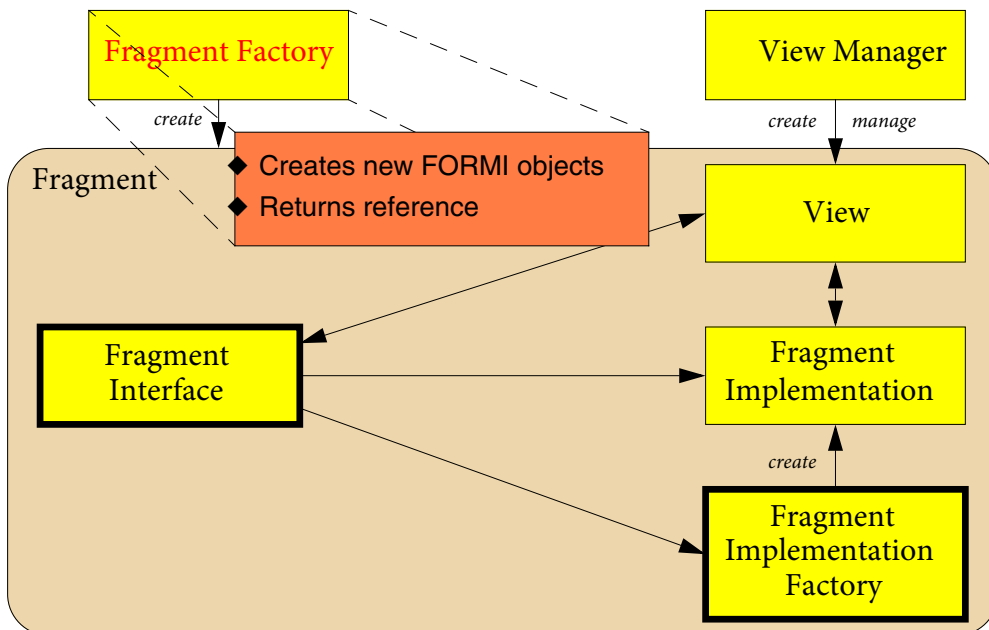 Fragment Factory
View Manager
create
create
manage
◆ Creates new FORMI objects
◆ Returns reference
Fragment
View
Fragment
Interface
Fragment
Implementation
create
Fragment
Implementation
Factory